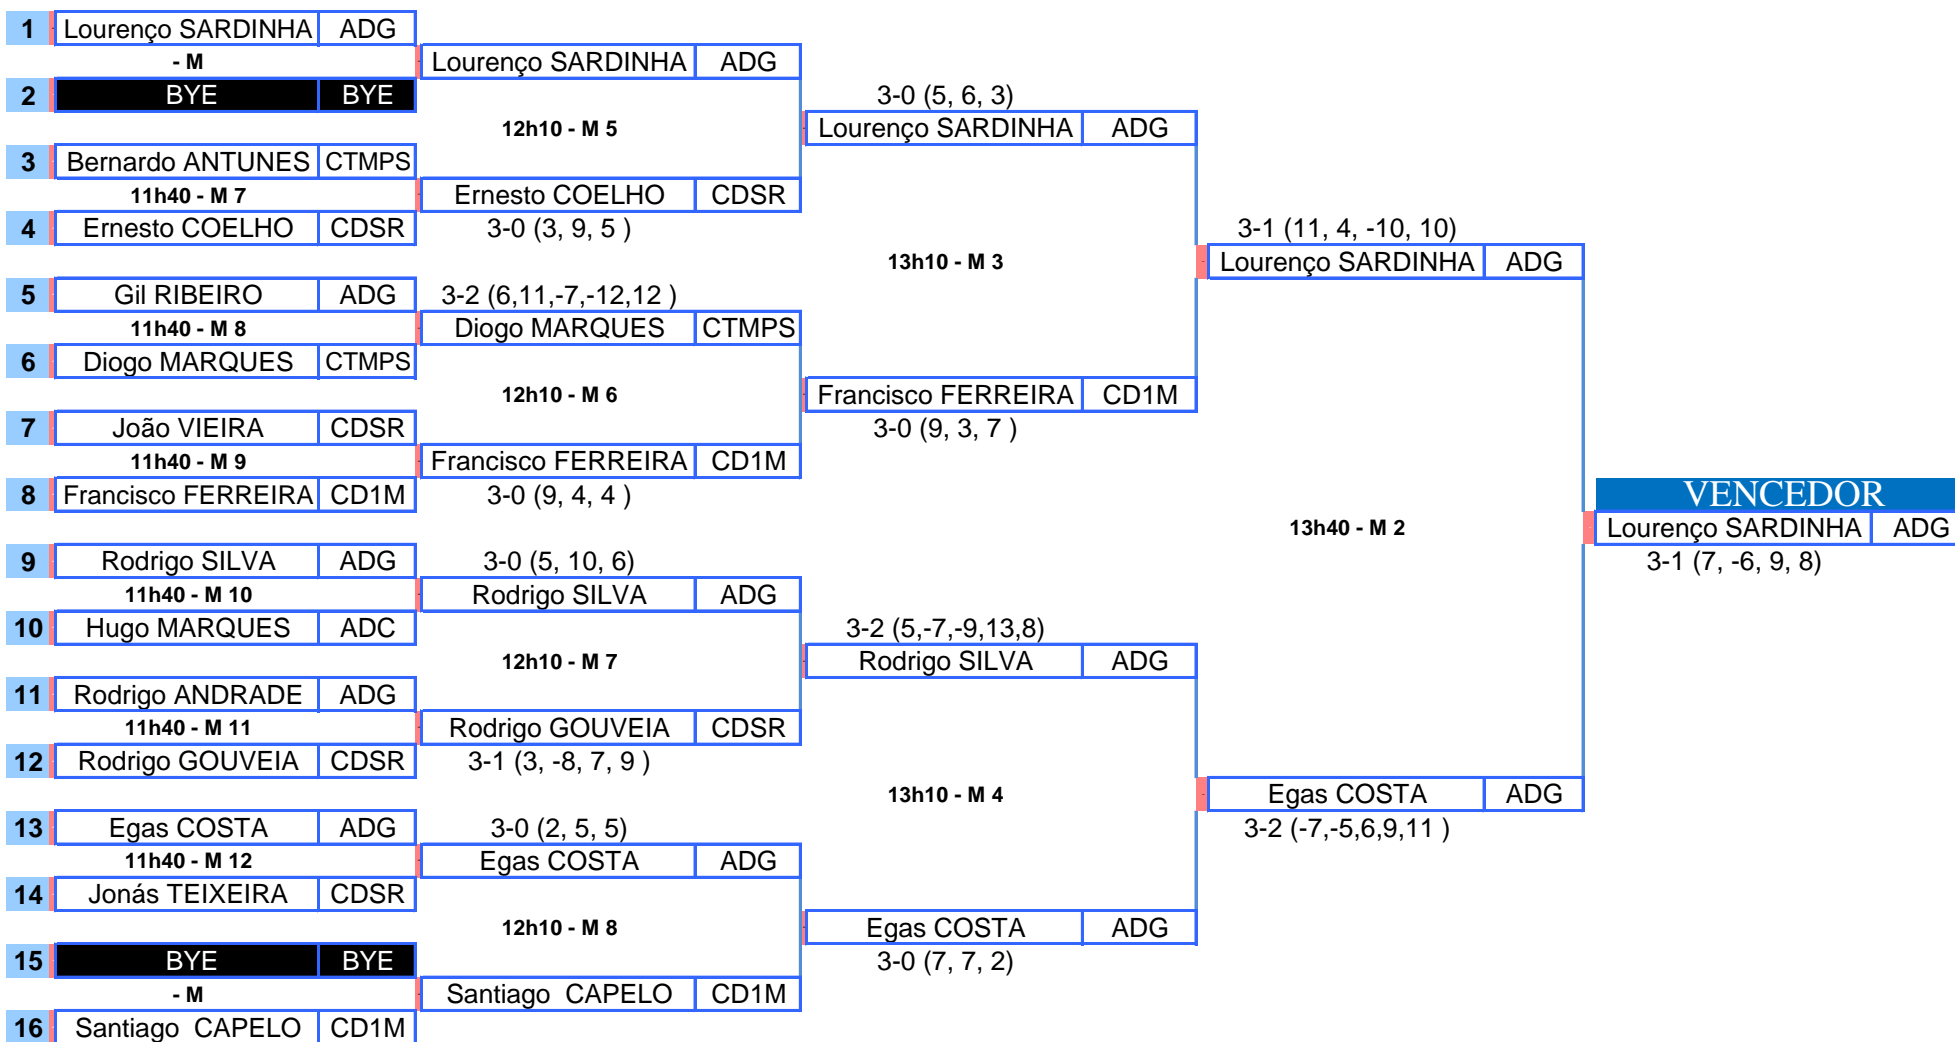 1 Lourenço SARDINHA ADG
- M
Lourenço SARDINHA ADG
2 BYE BYE
3-0 (5, 6, 3)
12h10 - M 5
Lourenço SARDINHA ADG
3 Bernardo ANTUNES CTMPS
11h40 - M 7
Ernesto COELHO CDSR
4 Ernesto COELHO CDSR
3-0 (3, 9, 5 )
3-1 (11, 4, -10, 10)
13h10 - M 3
Lourenço SARDINHA ADG
5 Gil RIBEIRO ADG
3-2 (6,11,-7,-12,12 )
11h40 - M 8
Diogo MARQUES CTMPS
6 Diogo MARQUES CTMPS
12h10 - M 6
Francisco FERREIRA CD1M
7 João VIEIRA CDSR
3-0 (9, 3, 7 )
11h40 - M 9
Francisco FERREIRA CD1M
8 Francisco FERREIRA CD1M
3-0 (9, 4, 4 )
VENCEDOR
13h40 - M 2
Lourenço SARDINHA ADG
9 Rodrigo SILVA ADG
3-0 (5, 10, 6)
3-1 (7, -6, 9, 8)
11h40 - M 10
Rodrigo SILVA ADG
10 Hugo MARQUES ADC
3-2 (5,-7,-9,13,8)
12h10 - M 7
Rodrigo SILVA ADG
11 Rodrigo ANDRADE ADG
11h40 - M 11
Rodrigo GOUVEIA CDSR
12 Rodrigo GOUVEIA CDSR
3-1 (3, -8, 7, 9 )
13h10 - M 4
Egas COSTA ADG
13 Egas COSTA ADG
3-0 (2, 5, 5)
3-2 (-7,-5,6,9,11 )
11h40 - M 12
Egas COSTA ADG
14 Jonás TEIXEIRA CDSR
12h10 - M 8
Egas COSTA ADG
15 BYE BYE
3-0 (7, 7, 2)
- M
Santiago CAPELO CD1M
16 Santiago CAPELO CD1M